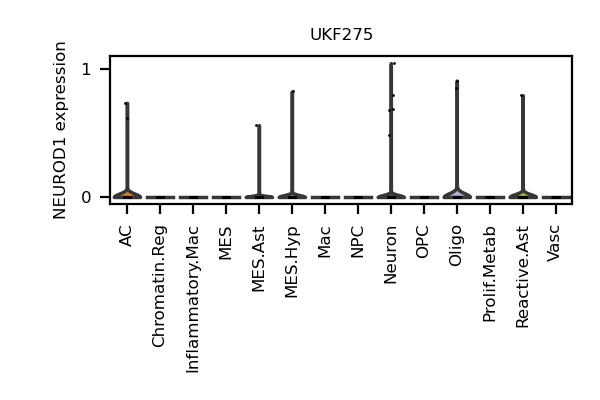 UKF275
NEUROD1 expression
1
0
AC
Chromatin.Reg
Inflammatory.Mac
MES
MES.Ast
MES.Hyp
Mac
NPC
Neuron
OPC
Oligo
Prolif.Metab
Reactive.Ast
Vasc